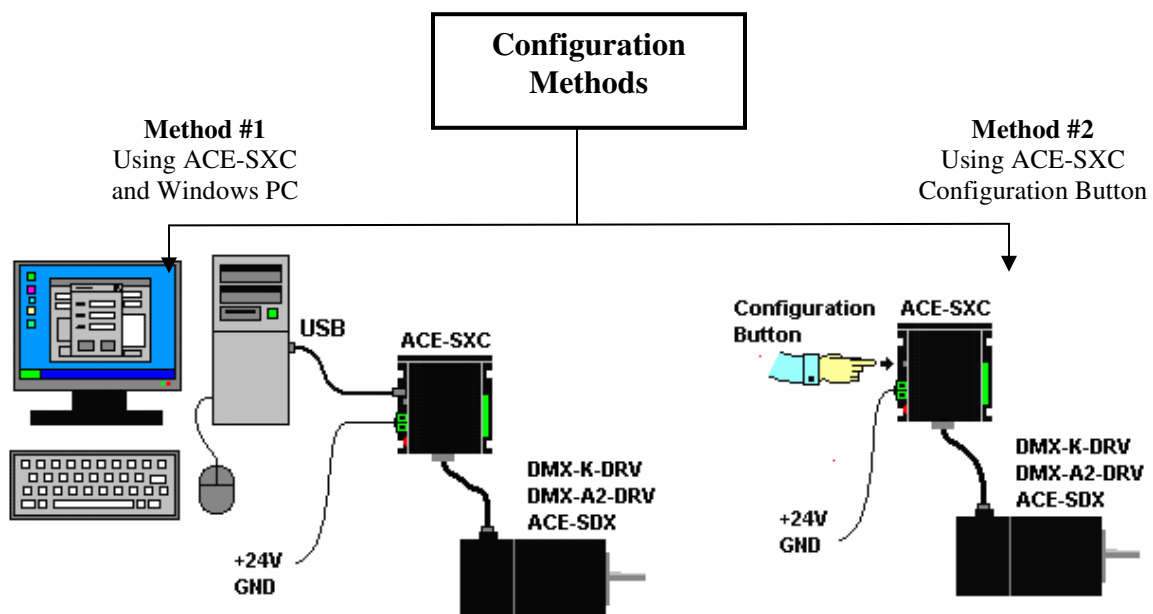 Configuration
Methods
Method #1
Using ACE-SXC
and Windows PC
Method #2
Using ACE-SXC
Configuration Button
USB
ACE-SXC
DMX-K-DRV
DMX-A2-DRV
ACE-SDX
+24V
GND
Configuration
Button
ACE-SXC
DMX-K-DRV
DMX-A2-DRV
ACE-SDX
+24V
GND